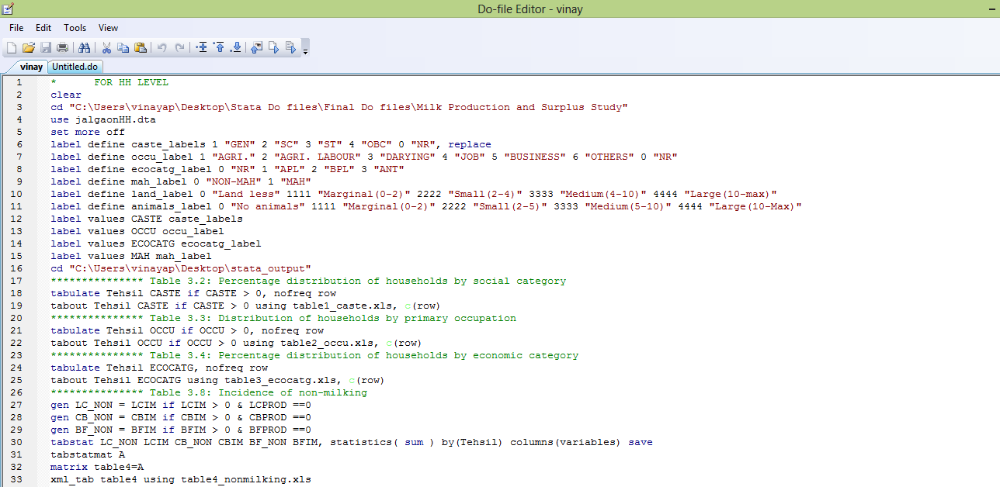 Do-file Editor - vinay
File Edit Tools View
vinay Untitled.do
1 * FOR HH LEVEL
2 clear
3 cd "C:\Users\vinayap\Desktop\Stata Do files\Final Do files\Milk Production and Surplus Study"
4 use jalgaonHH.dta
5 set more off
6 label define caste_labels 1 "GEN" 2 "SC" 3 "ST" 4 "OBC" 0 "NR", replace
7 label define occu_label 1 "AGRI." 2 "AGRI. LABOUR" 3 "DARYING" 4 "JOB" 5 "BUSINESS" 6 "OTHERS" 0 "NR"
8 label define ecocatg_label 0 "NR" 1 "APL" 2 "BPL" 3 "ANT"
9 label define mah_label 0 "NON-MAH" 1 "MAH"
10 label define land_label 0 "Land less" 1111 "Marginal(0-2)" 2222 "Small(2-4)" 3333 "Medium(4-10)" 4444 "Large(10-max)"
11 label define animals_label 0 "No animals" 1111 "Marginal(0-2)" 2222 "Small(2-5)" 3333 "Medium(5-10)" 4444 "Large(10-Max)"
12 label values CASTE caste_labels
13 label values OCCU occu_label
14 label values ECOCATG ecocatg_label
15 label values MAH mah_label
16 cd "C:\Users\vinayap\Desktop\stata_output"
17 *************** Table 3.2: Percentage distribution of households by social category
18 tabulate Tehsil CASTE if CASTE > 0, nofreq row
19 tabout Tehsil CASTE if CASTE > 0 using table1_caste.xls, c(row)
20 *************** Table 3.3: Distribution of households by primary occupation
21 tabulate Tehsil OCCU if OCCU > 0, nofreq row
22 tabout Tehsil OCCU if OCCU > 0 using table2_occu.xls, c(row)
23 *************** Table 3.4: Percentage distribution of households by economic category
24 tabulate Tehsil ECOCATG, nofreq row
25 tabout Tehsil ECOCATG using table3_ecocatg.xls, c(row)
26 *************** Table 3.8: Incidence of non-milking
27 gen LC_NON = LCIM if LCIM > 0 & LCPROD ==0
28 gen CB_NON = CBIM if CBIM > 0 & CBPROD ==0
29 gen BF_NON = BFIM if BFIM > 0 & BFPROD ==0
30 tabstat LC_NON LCIM CB_NON CBIM BF_NON BFIM, statistics( sum ) by(Tehsil) columns(variables) save
31 tabstatmat A
32 matrix table4=A
33 xml_tab table4 using table4_nonmilking.xls